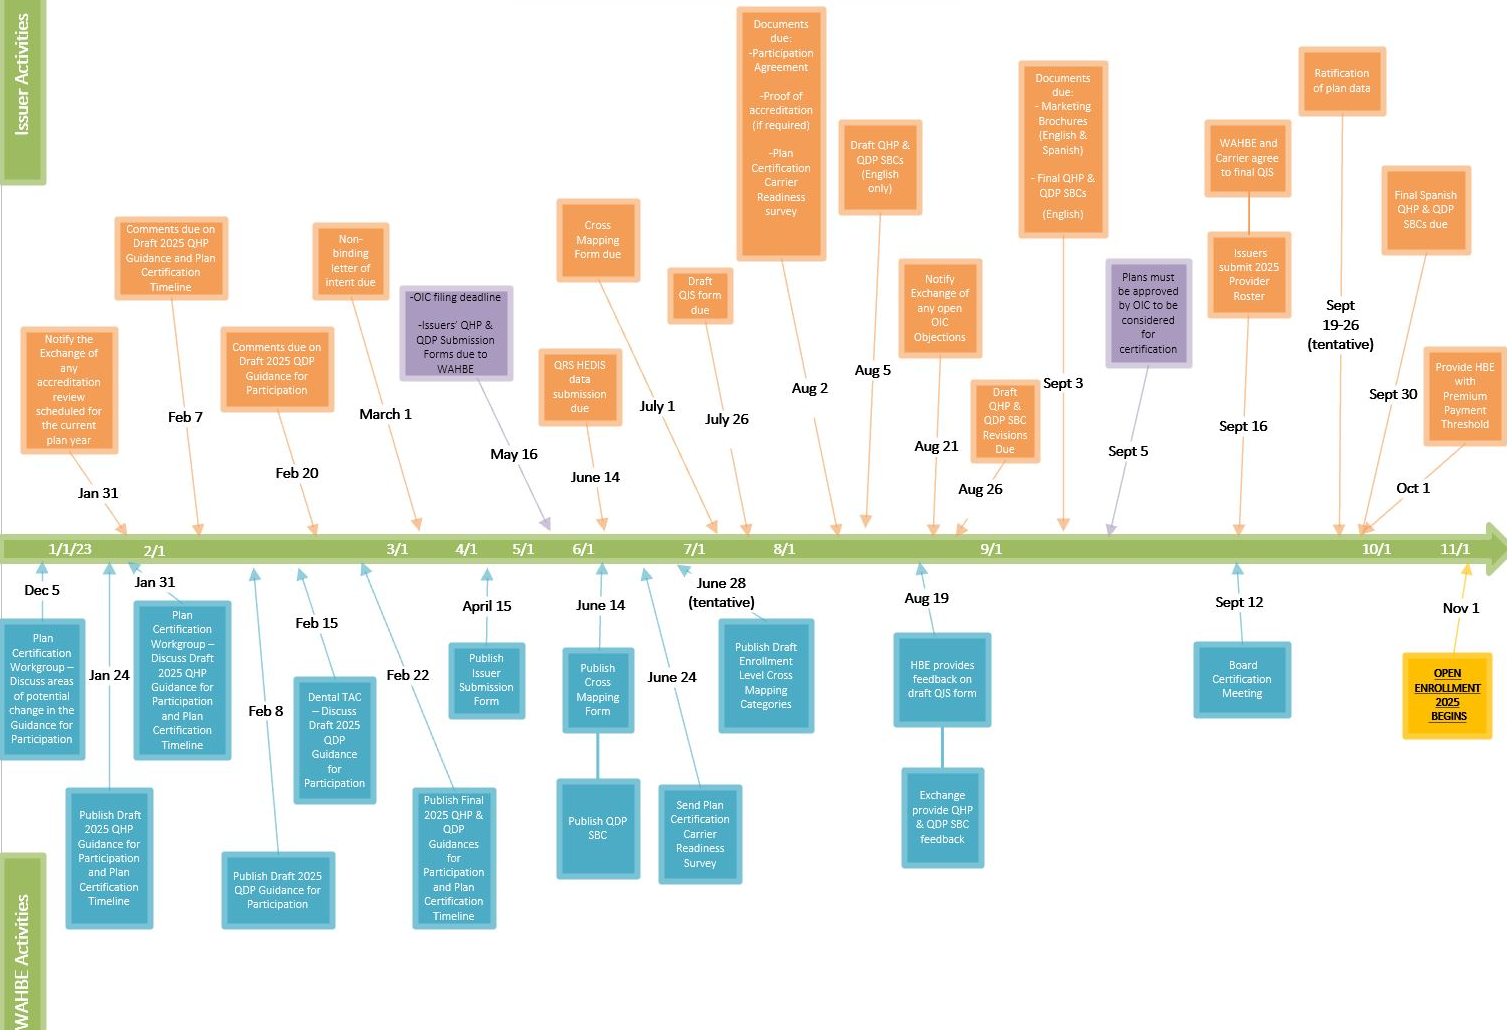 Issuer Activities
Notify the
Exchange of
any
accreditation
review
scheduled for
the current
plan year
Jan 31
Comments due on
Draft 2025 QHP
Guidance and Plan
Certification
Timeline
Feb 7
Comments due on
Draft 2025 QDP
Guidance for
Participation
Feb 20
Non-
binding
letter of
intent due
March 1
-OIC filing deadline
-Issuers' QHP &
QDP Submission
Forms due to
WAHBE
May 16
QRS HEDIS
data
submission
due
June 14
Cross
Mapping
Form due
July 1
Draft
QIS form
due
July 26
Documents
due:
-Participation
Agreement
-Proof of
accreditation
(if required)
-Plan
Certification
Carrier
Readiness
survey
Aug 2
Draft QHP &
QDP SBCs
(English
only)
Aug 5
Notify
Exchange of
any open
OIC
Objections
Aug 21
Draft
QHP &
QDP SBC
Revisions
Due
Aug 26
Documents
due:
- Marketing
Brochures
(English &
Spanish)
- Final QHP &
QDP SBCs
(English)
Sept 3
Plans must
be approved
by OIC to be
considered
for
certification
Sept 5
WAHBE and
Carrier agree
to final QIS
Issuers
submit 2025
Provider
Roster
Sept 16
Ratification
of plan data
Sept
19-26
(tentative)
Final Spanish
QHP & QDP
SBCs due
Sept 30
Provide HBE
with
Premium
Payment
Threshold
Oct 1
1/1/23
2/1
3/1
4/1
5/1
6/1
7/1
8/1
9/1
10/1
11/1
Dec 5
Plan
Certification
Workgroup –
Discuss areas
of potential
change in the
Guidance for
Participation
Jan 24
Publish Draft
2025 QHP
Guidance for
Participation
and Plan
Certification
Timeline
Jan 31
Plan
Certification
Workgroup –
Discuss Draft
2025 QHP
Guidance for
Participation
and Plan
Certification
Timeline
Feb 8
Publish Draft 2025
QDP Guidance for
Participation
Feb 15
Dental TAC
– Discuss
Draft 2025
QDP
Guidance
for
Participation
Feb 22
Publish Final
2025 QHP &
QDP
Guidances
for
Participation
and Plan
Certification
Timeline
April 15
Publish
Issuer
Submission
Form
June 14
Publish
Cross
Mapping
Form
Publish QDP
SBC
June 24
Send Plan
Certification
Carrier
Readiness
Survey
June 28
(tentative)
Publish Draft
Enrollment
Level Cross
Mapping
Categories
Aug 19
HBE provides
feedback on
draft QIS form
Exchange
provide QHP
& QDP SBC
feedback
Sept 12
Board
Certification
Meeting
Nov 1
OPEN
ENROLLMENT
2025
BEGINS
WAHBE Activities